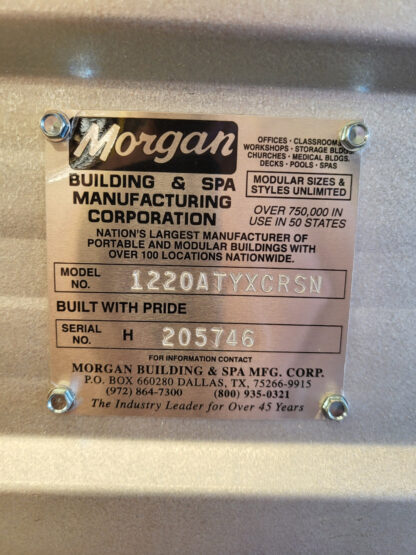 Morgan
BUILDING & SPA
MANUFACTURING
CORPORATION
OFFICES · CLASSROOMS
WORKSHOPS · STORAGE BLDG.
CHURCHES · MEDICAL BLDGS.
DECKS · POOLS · SPAS
MODULAR SIZES &
STYLES UNLIMITED
OVER 750,000 IN
USE IN 50 STATES
NATION'S LARGEST MANUFACTURER OF
PORTABLE AND MODULAR BUILDINGS WITH
OVER 100 LOCATIONS NATIONWIDE.
MODEL NO. 1220ATYXCRSN
BUILT WITH PRIDE
SERIAL NO. H 205746
FOR INFORMATION CONTACT
MORGAN BUILDING & SPA MFG. CORP.
P.O. BOX 660280 DALLAS, TX, 75266-9915
(972) 864-7300 (800) 935-0321
The Industry Leader for Over 45 Years